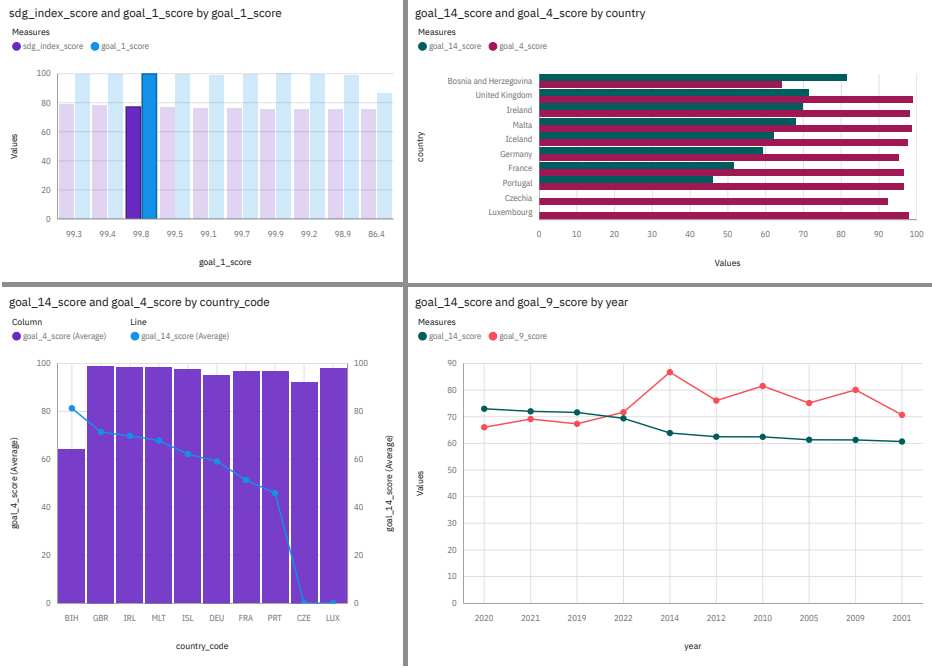 sdg_index_score and goal_1_score by goal_1_score
Measures
sdg_index_score goal_1_score
100
80
60
40
20
0
Values
99.3 99.4 99.8 99.5 99.1 99.7 99.9 99.2 98.9 86.4
goal_1_score
goal_14_score and goal_4_score by country
Measures
goal_14_score goal_4_score
country
Bosnia and Herzegovina
United Kingdom
Ireland
Malta
Iceland
Germany
France
Portugal
Czechia
Luxembourg
0 10 20 30 40 50 60 70 80 90 100
Values
goal_14_score and goal_4_score by country_code
Column Line
goal_4_score (Average) goal_14_score (Average)
100 100
80 80
60 60
40 40
20 20
0 0
goal_4_score (Average)
goal_14_score (Average)
BIH GBR IRL MLT ISL DEU FRA PRT CZE LUX
country_code
goal_14_score and goal_9_score by year
Measures
goal_14_score goal_9_score
90
80
70
60
50
40
30
20
10
0
Values
2020 2021 2019 2022 2014 2012 2010 2005 2009 2001
year